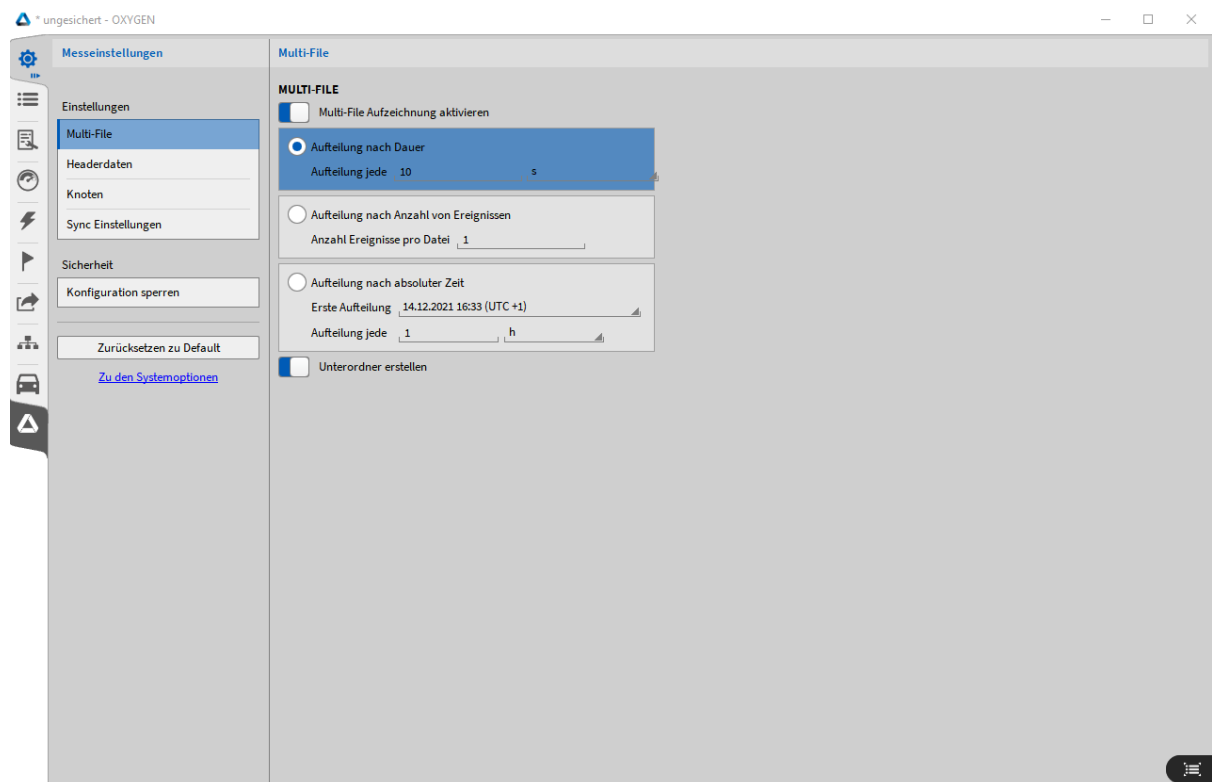 * ungesichert - OXYGEN
Messeinstellungen
Multi-File
Einstellungen
Multi-File
Headerdaten
Knoten
Sync Einstellungen
Sicherheit
Konfiguration sperren
Zurücksetzen zu Default
Zu den Systemoptionen
MULTI-FILE
Multi-File Aufzeichnung aktivieren
Aufteilung nach Dauer
Aufteilung jede 10 s
Aufteilung nach Anzahl von Ereignissen
Anzahl Ereignisse pro Datei 1
Aufteilung nach absoluter Zeit
Erste Aufteilung 14.12.2021 16:33 (UTC +1)
Aufteilung jede 1 h
Unterordner erstellen